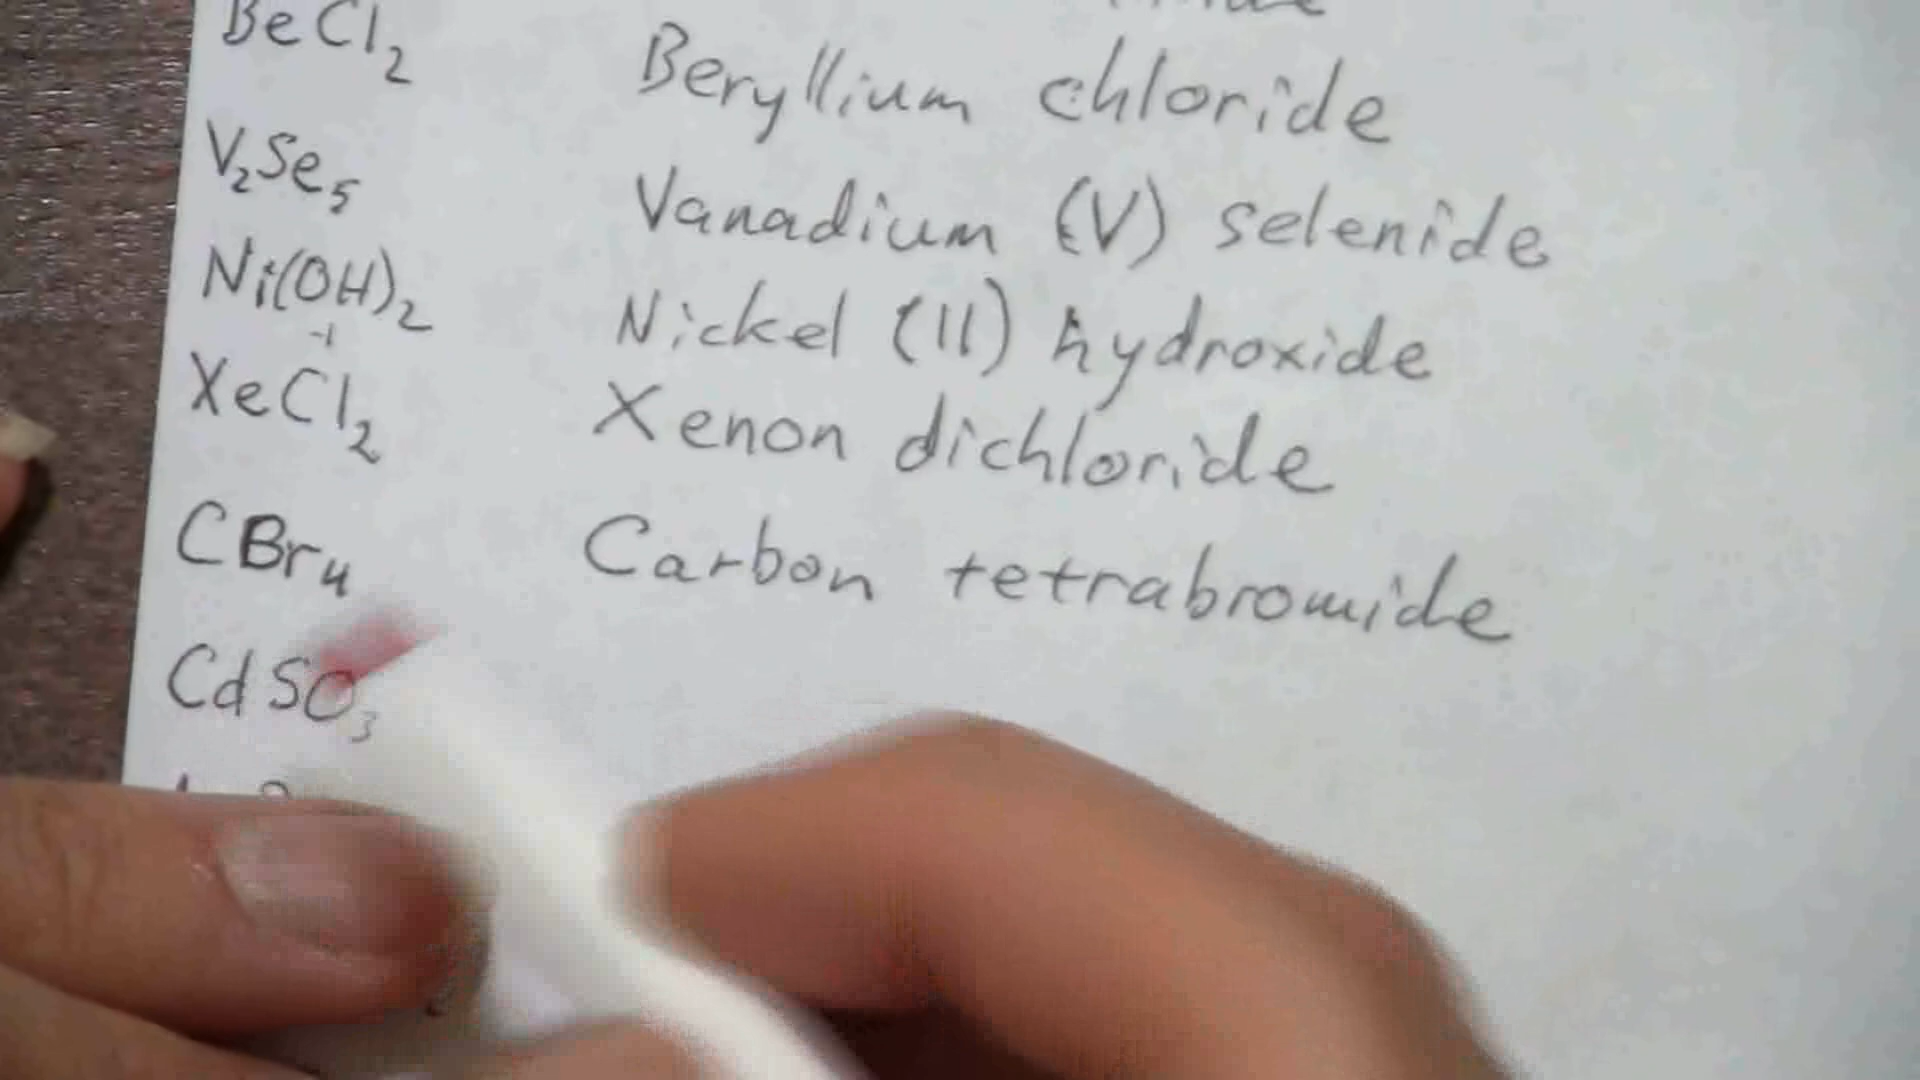 BeCl2 Beryllium chloride
V2Se5 Vanadium (V) selenide
Ni(OH)2 Nickel (II) hydroxide
-1
XeCl2 Xenon dichloride
CBr4 Carbon tetrabromide
CdSO3